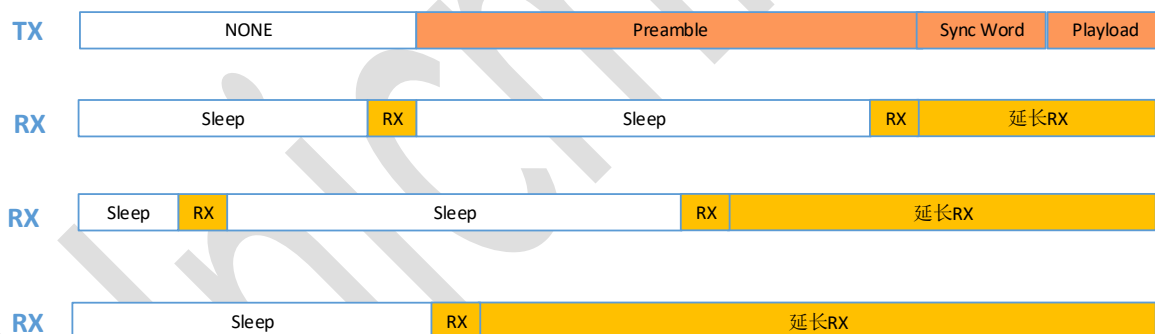 TX NONE Preamble Sync Word Playload
RX Sleep RX Sleep RX 延长RX
RX Sleep RX Sleep RX 延长RX
RX Sleep RX 延长RX